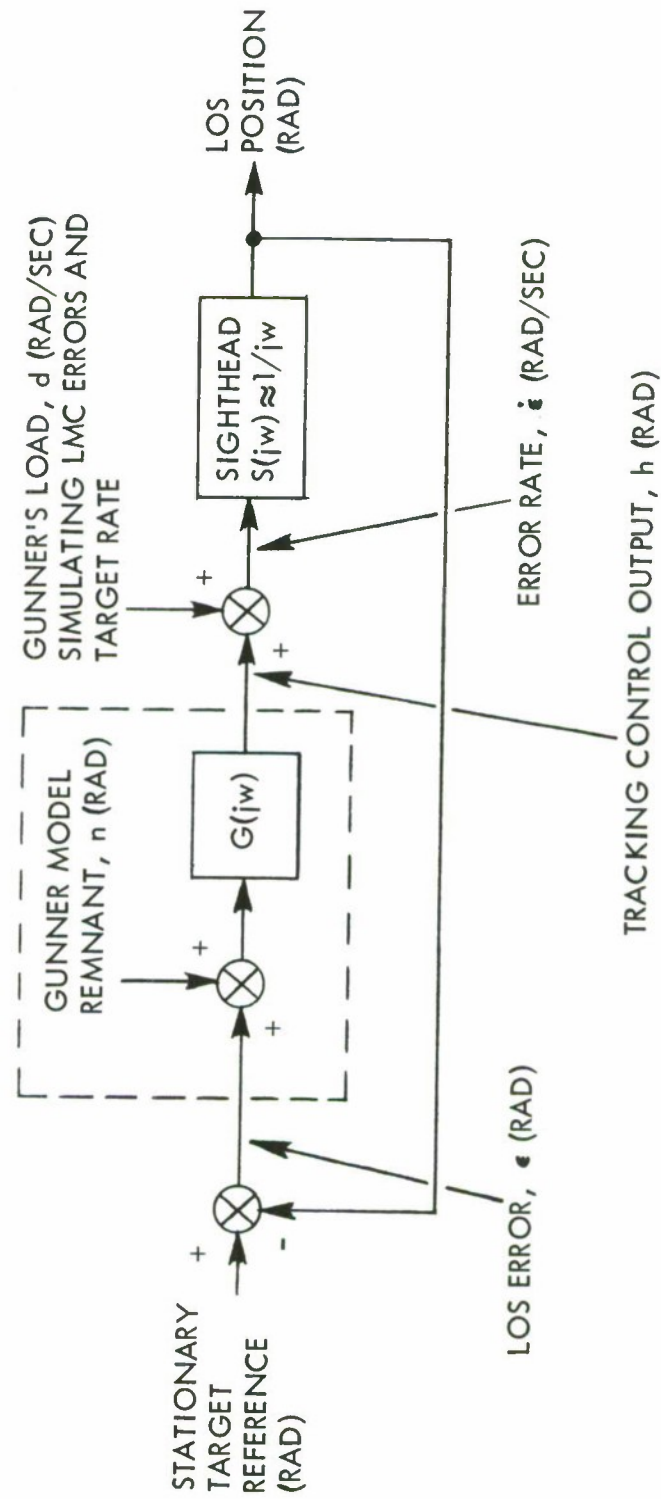 STATIONARY
TARGET
REFERENCE
(RAD)
+
-
LOS ERROR, ϵ (RAD)
GUNNER MODEL
REMNANT, n (RAD)
+
+
G(jw)
GUNNER'S LOAD, d (RAD/SEC)
SIMULATING LMC ERRORS AND
TARGET RATE
+
+
SIGHTHEAD
S(jw) ≈ 1/jw
LOS
POSITION
(RAD)
ERROR RATE, ϵ̇ (RAD/SEC)
TRACKING CONTROL OUTPUT, h (RAD)